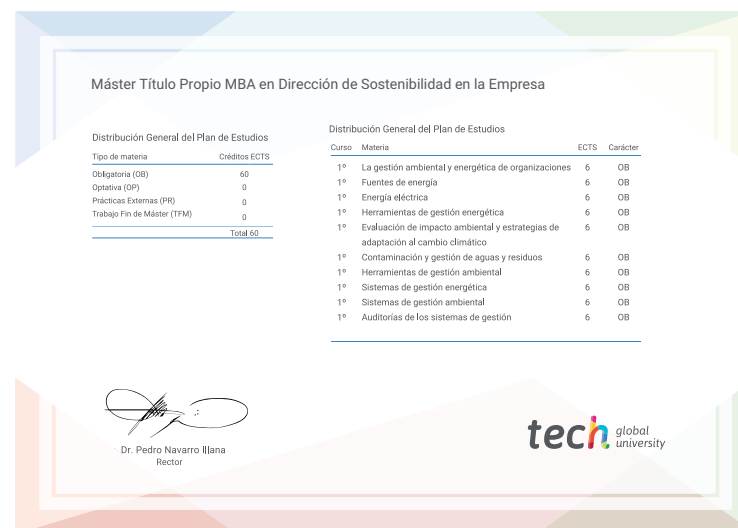 Máster Título Propio MBA en Dirección de Sostenibilidad en la Empresa
Distribución General del Plan de Estudios
Tipo de materia Créditos ECTS
Obligatoria (OB) 60
Optativa (OP) 0
Prácticas Externas (PR) 0
Trabajo Fin de Máster (TFM) 0
Total 60
Distribución General del Plan de Estudios
Curso Materia ECTS Carácter
1º La gestión ambiental y energética de organizaciones 6 OB
1º Fuentes de energía 6 OB
1º Energía eléctrica 6 OB
1º Herramientas de gestión energética 6 OB
1º Evaluación de impacto ambiental y estrategias de 6 OB
adaptación al cambio climático
1º Contaminación y gestión de aguas y residuos 6 OB
1º Herramientas de gestión ambiental 6 OB
1º Sistemas de gestión energética 6 OB
1º Sistemas de gestión ambiental 6 OB
1º Auditorías de los sistemas de gestión 6 OB
Dr. Pedro Navarro Illana
Rector
tech global
university